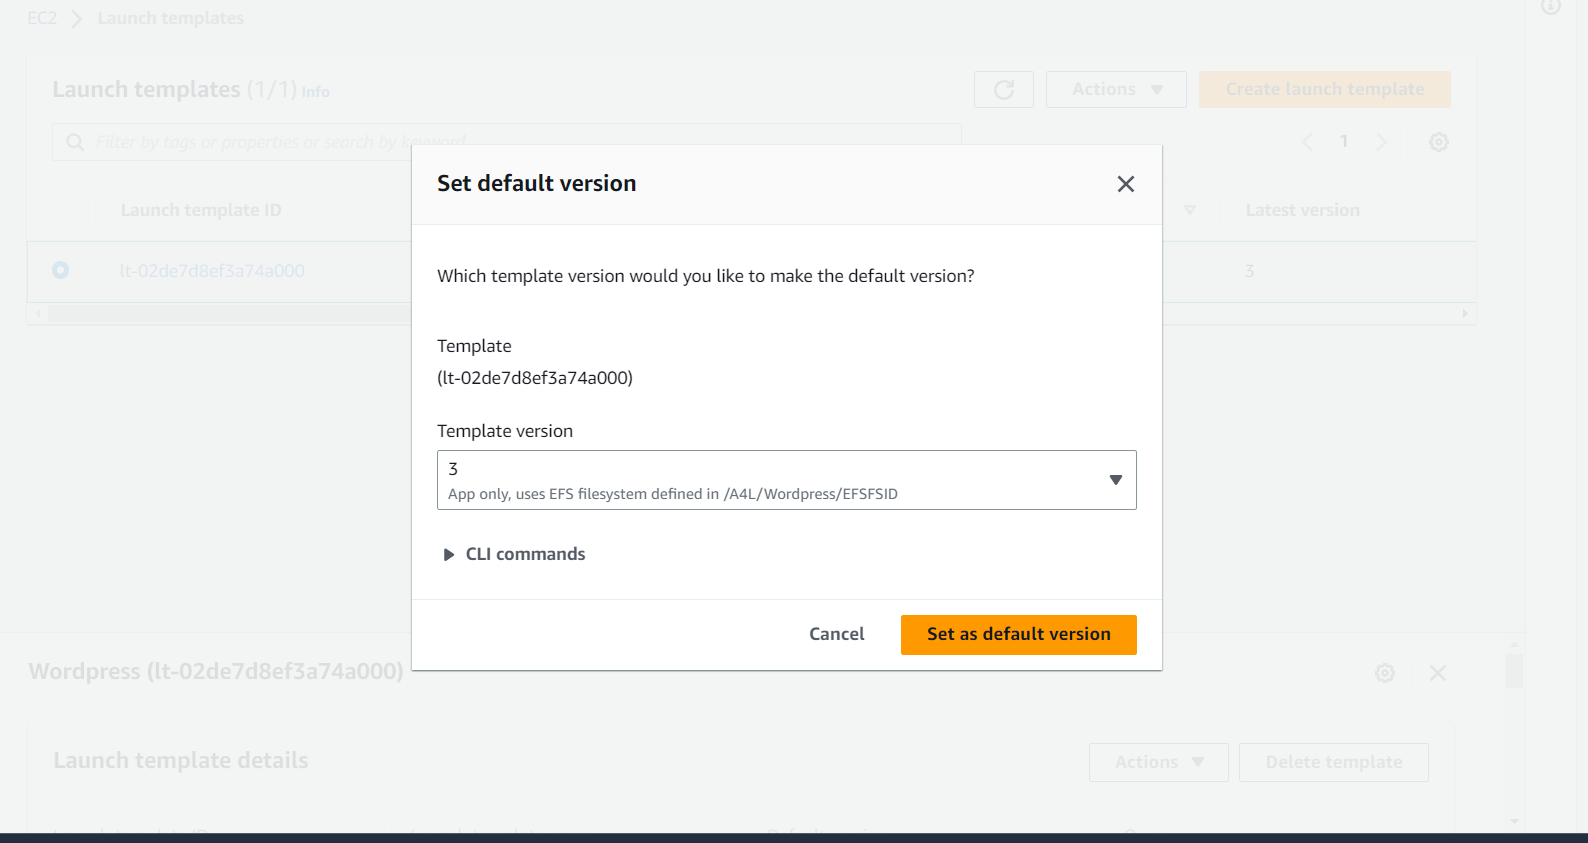 EC2 > Launch templates
Launch templates (1/1) Info
Actions
Create launch template
Filter by tags or properties or search by keyword
1
Set default version
Launch template ID
Latest version
lt-02de7d8ef3a74a000
3
Which template version would you like to make the default version?
Template
(lt-02de7d8ef3a74a000)
Template version
3
App only, uses EFS filesystem defined in /A4L/Wordpress/EFSFSID
CLI commands
Cancel
Set as default version
Wordpress (lt-02de7d8ef3a74a000)
Launch template details
Actions
Delete template